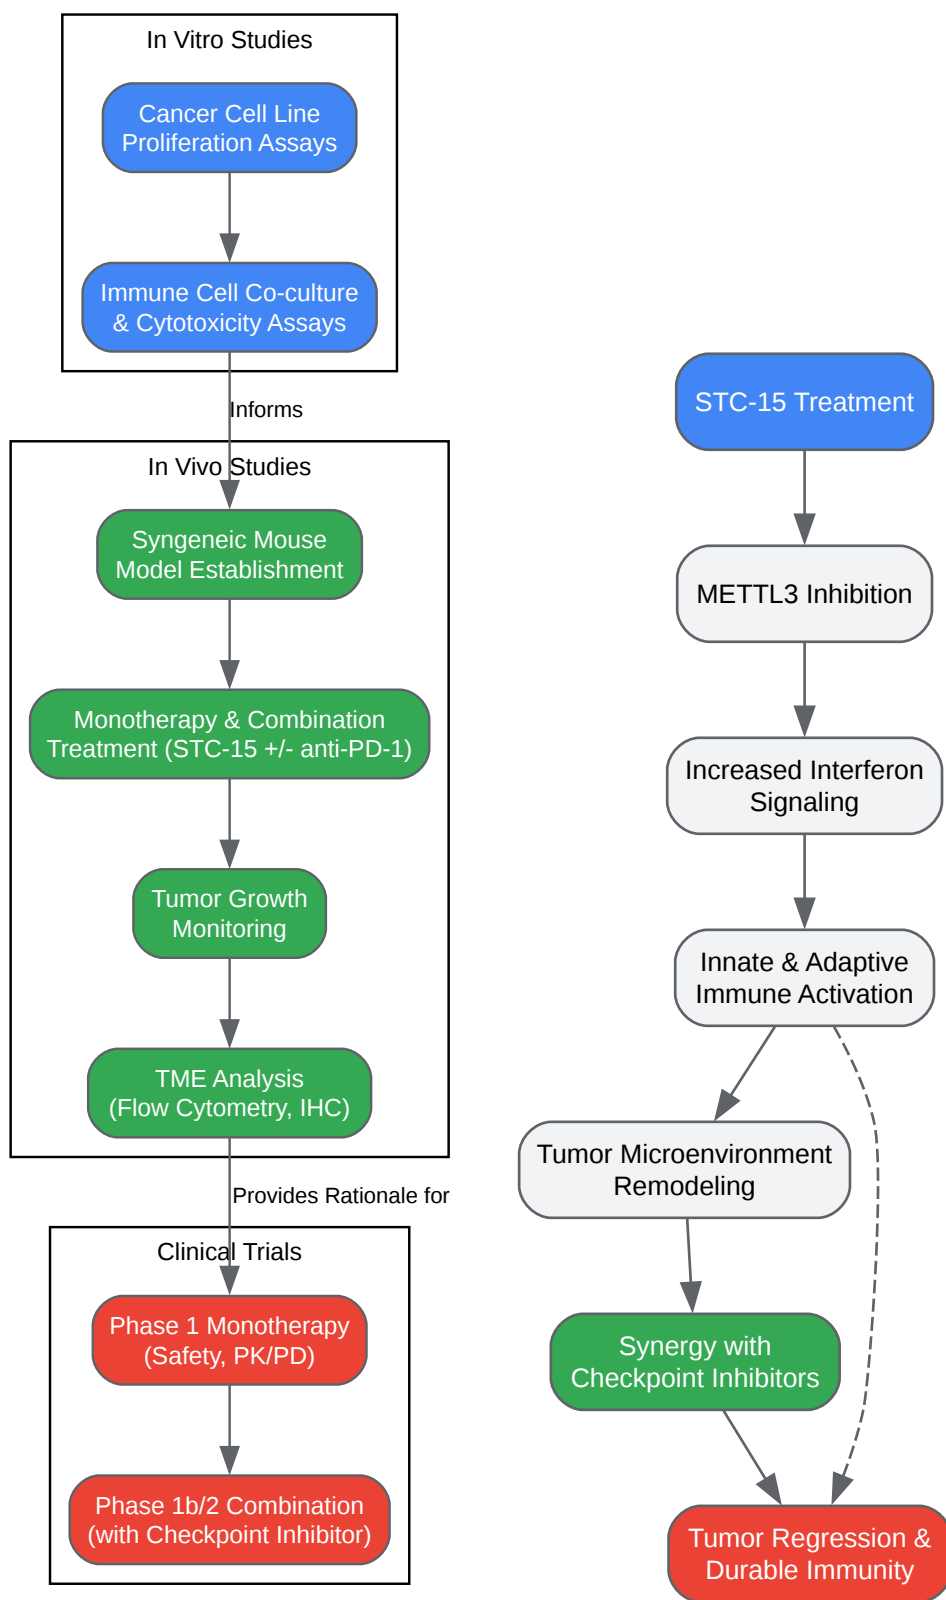 In Vitro Studies
Cancer Cell Line
Proliferation Assays
Immune Cell Co-culture
& Cytotoxicity Assays
Informs
In Vivo Studies
Syngeneic Mouse
Model Establishment
Monotherapy & Combination
Treatment (STC-15 +/- anti-PD-1)
Tumor Growth
Monitoring
TME Analysis
(Flow Cytometry, IHC)
Provides Rationale for
Clinical Trials
Phase 1 Monotherapy
(Safety, PK/PD)
Phase 1b/2 Combination
(with Checkpoint Inhibitor)
STC-15 Treatment
METTL3 Inhibition
Increased Interferon
Signaling
Innate & Adaptive
Immune Activation
Tumor Microenvironment
Remodeling
Synergy with
Checkpoint Inhibitors
Tumor Regression &
Durable Immunity